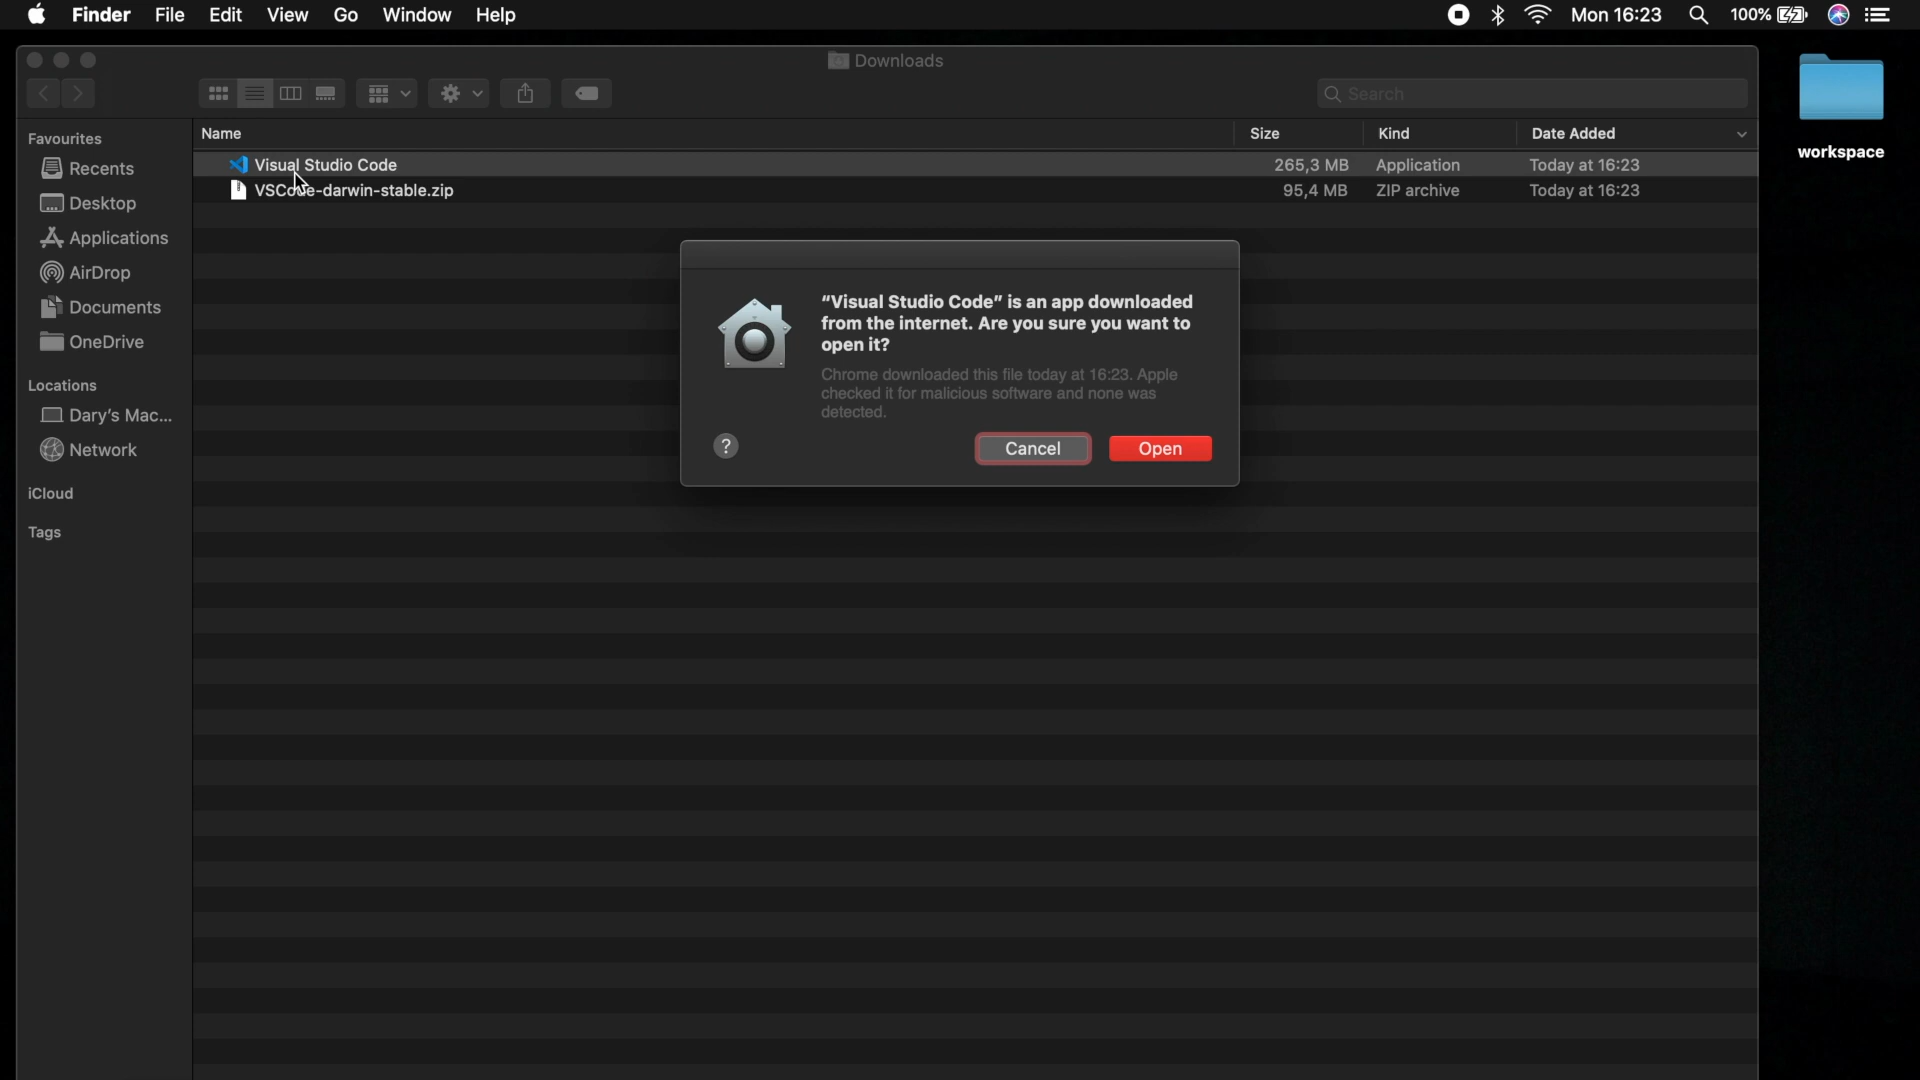 Finder File Edit View Go Window Help
Mon 16:23 100%
Downloads
Search
Favourites
Recents
Desktop
Applications
AirDrop
Documents
OneDrive
Locations
Dary's Mac...
Network
iCloud
Tags
Name Size Kind Date Added
Visual Studio Code 265,3 MB Application Today at 16:23
VSCode-darwin-stable.zip 95,4 MB ZIP archive Today at 16:23
workspace
“Visual Studio Code” is an app downloaded
from the internet. Are you sure you want to
open it?
Chrome downloaded this file today at 16:23. Apple
checked it for malicious software and none was
detected.
? Cancel Open